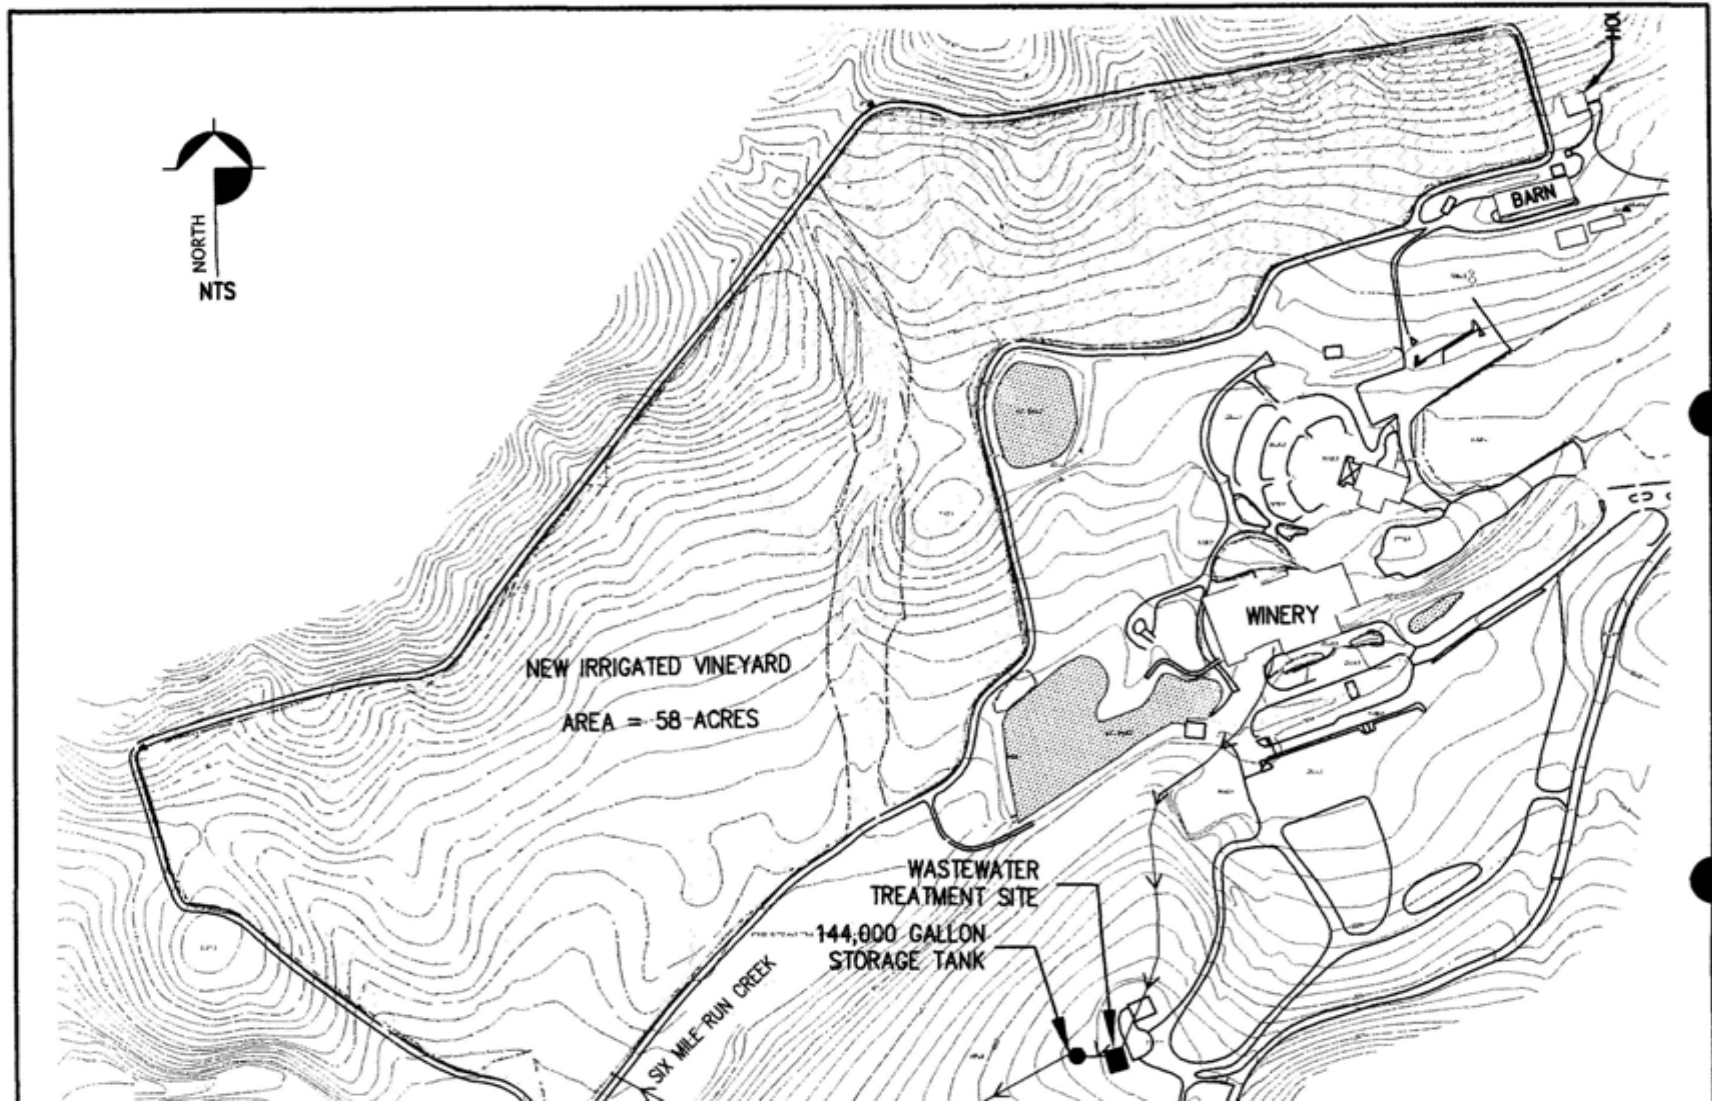 NORTH
NTS
BARN
WINERY
NEW IRRIGATED VINEYARD
AREA = 58 ACRES
WASTEWATER
TREATMENT SITE
144,000 GALLON
STORAGE TANK
SIX MILE RUN CREEK